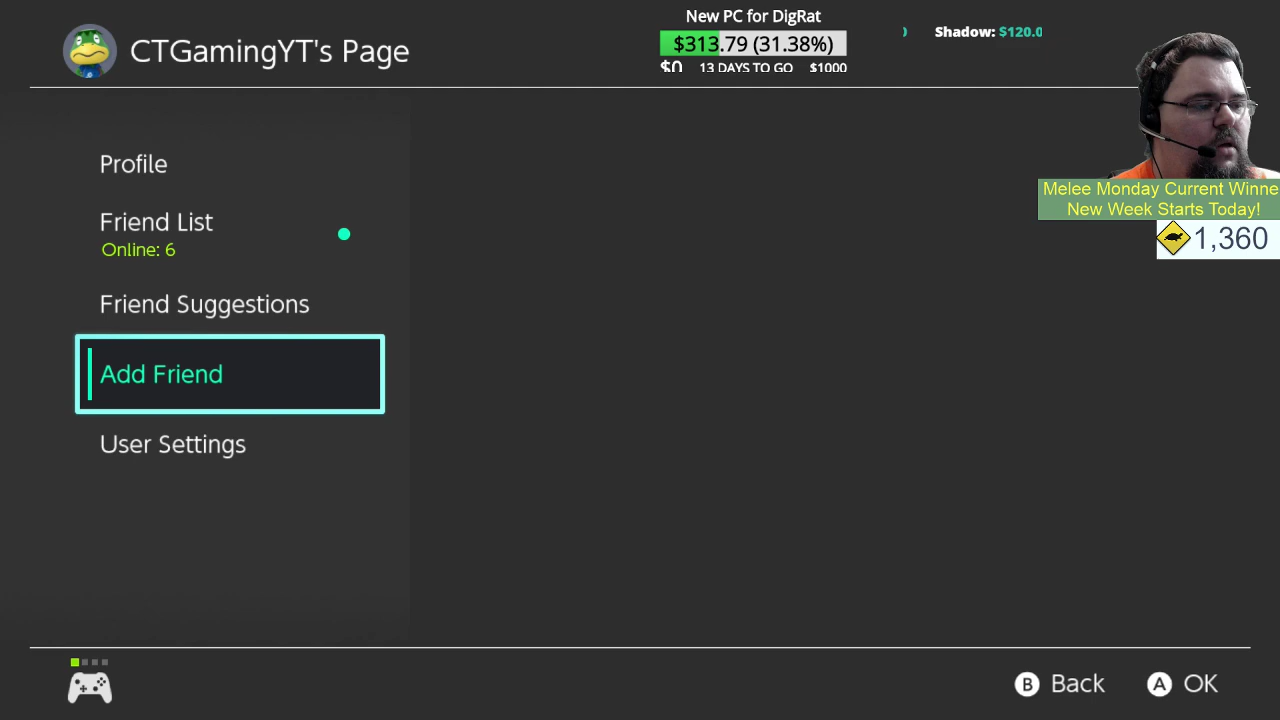 CTGamingYT's Page
New PC for DigRat
$313.79 (31.38%)
$0 13 DAYS TO GO $1000
Shadow: $120.0
Profile
Friend List
Online: 6
Friend Suggestions
Add Friend
User Settings
Melee Monday Current Winne
New Week Starts Today!
1,360
B Back A OK